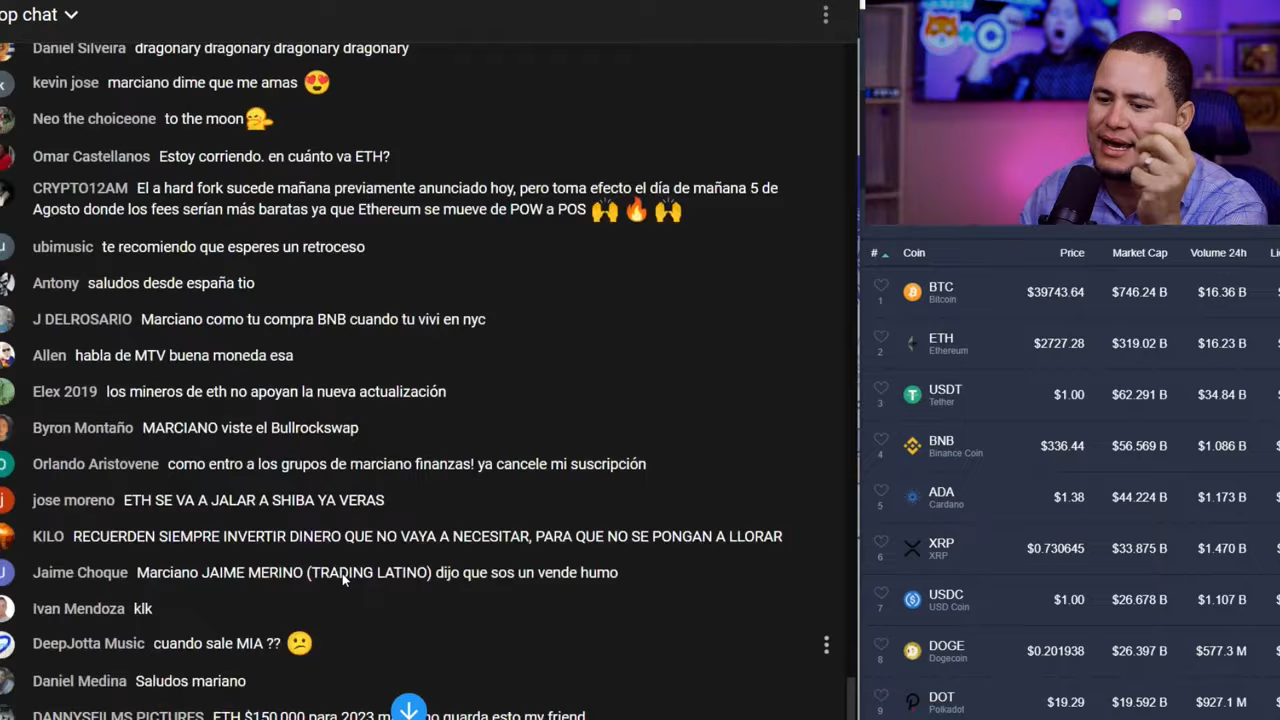 op chat
Daniel Silveira dragonary dragonary dragonary dragonary
kevin jose marciano dime que me amas 😍
Neo the choiceone to the moon
Omar Castellanos Estoy corriendo. en cuánto va ETH?
CRYPTO12AM El a hard fork sucede mañana previamente anunciado hoy, pero toma efecto el día de mañana 5 de
Agosto donde los fees serían más baratas ya que Ethereum se mueve de POW a POS 🙌 🔥 🙌
ubimusic te recomiendo que esperes un retroceso
Antony saludos desde españa tio
J DELROSARIO Marciano como tu compra BNB cuando tu vivi en nyc
Allen habla de MTV buena moneda esa
Elex 2019 los mineros de eth no apoyan la nueva actualización
Byron Montaño MARCIANO viste el Bullrockswap
Orlando Aristovene como entro a los grupos de marciano finanzas! ya cancele mi suscripción
jose moreno ETH SE VA A JALAR A SHIBA YA VERAS
KILO RECUERDEN SIEMPRE INVERTIR DINERO QUE NO VAYA A NECESITAR, PARA QUE NO SE PONGAN A LLORAR
Jaime Choque Marciano JAIME MERINO (TRADING LATINO) dijo que sos un vende humo
Ivan Mendoza klk
DeepJotta Music cuando sale MIA ?? 😕
Daniel Medina Saludos mariano
DANNYSFILMS PICTURES ETH $150,000 para 2023 guarda esto my friend
# Coin Price Market Cap Volume 24h Li
1 BTC Bitcoin $39743.64 $746.24 B $16.36 B
2 ETH Ethereum $2727.28 $319.02 B $16.23 B
3 USDT Tether $1.00 $62.291 B $34.84 B
4 BNB Binance Coin $336.44 $56.569 B $1.086 B
5 ADA Cardano $1.38 $44.224 B $1.173 B
6 XRP XRP $0.730645 $33.875 B $1.470 B
7 USDC USD Coin $1.00 $26.678 B $1.107 B
8 DOGE Dogecoin $0.201938 $26.397 B $577.3 M
9 DOT Polkadot $19.29 $19.592 B $927.1 M